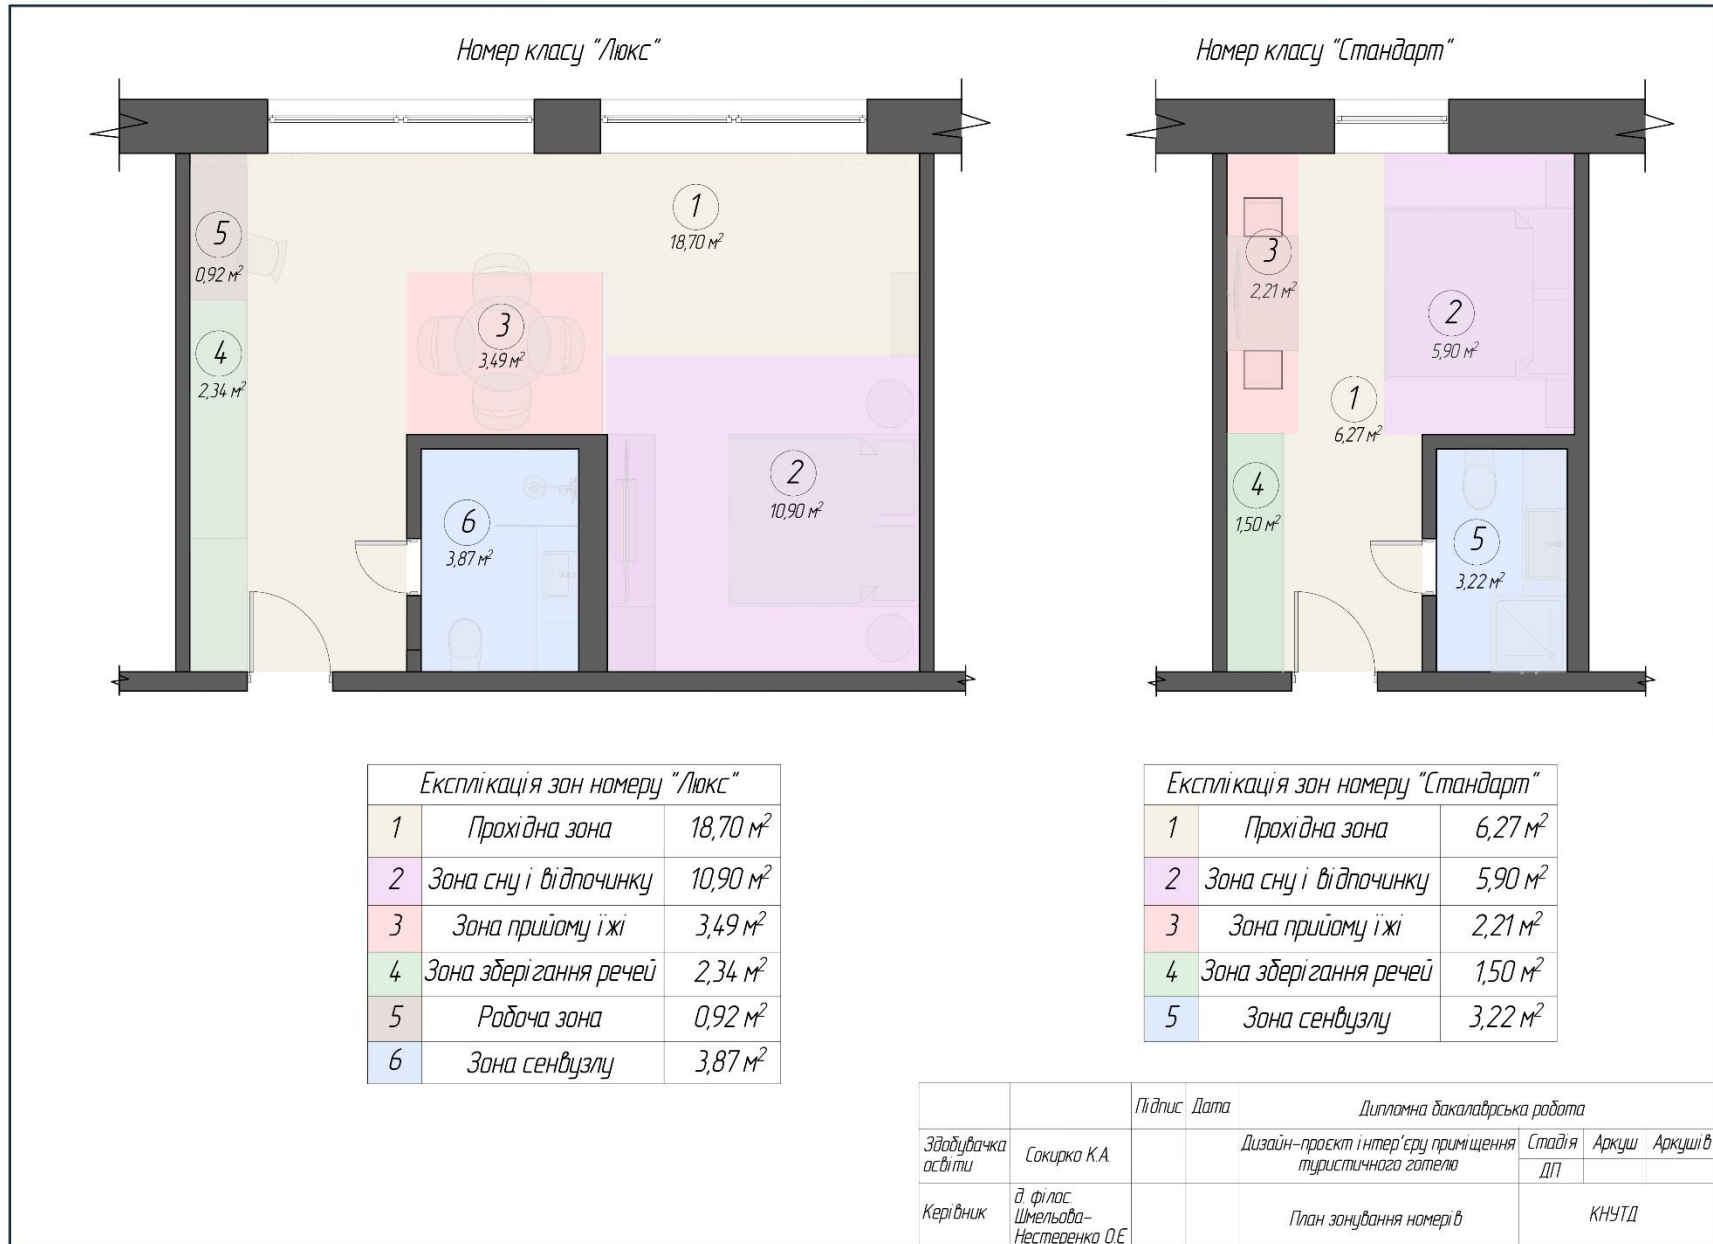 Номер класу "Люкс"
Номер класу "Стандарт"
1
18,70 м²
5
0,92 м²
3
3,49 м²
4
2,34 м²
2
10,90 м²
6
3,87 м²
3
2,21 м²
2
5,90 м²
1
6,27 м²
4
1,50 м²
5
3,22 м²
Експлікація зон номеру "Люкс"
1 Прохідна зона 18,70 м²
2 Зона сну і відпочинку 10,90 м²
3 Зона прийому їжі 3,49 м²
4 Зона зберігання речей 2,34 м²
5 Робоча зона 0,92 м²
6 Зона сенвузлу 3,87 м²
Експлікація зон номеру "Стандарт"
1 Прохідна зона 6,27 м²
2 Зона сну і відпочинку 5,90 м²
3 Зона прийому їжі 2,21 м²
4 Зона зберігання речей 1,50 м²
5 Зона сенвузлу 3,22 м²
Підпис Дата Дипломна бакалаврська робота
Здобувачка
освіти
Сокирко К.А.
Дизайн-проєкт інтер'єру приміщення
туристичного готелю
Стадія Аркуш Аркушів
ДП
Керівник
д. філос.
Шмельова-
Нестеренко О.Є
План зонування номерів
КНУТД